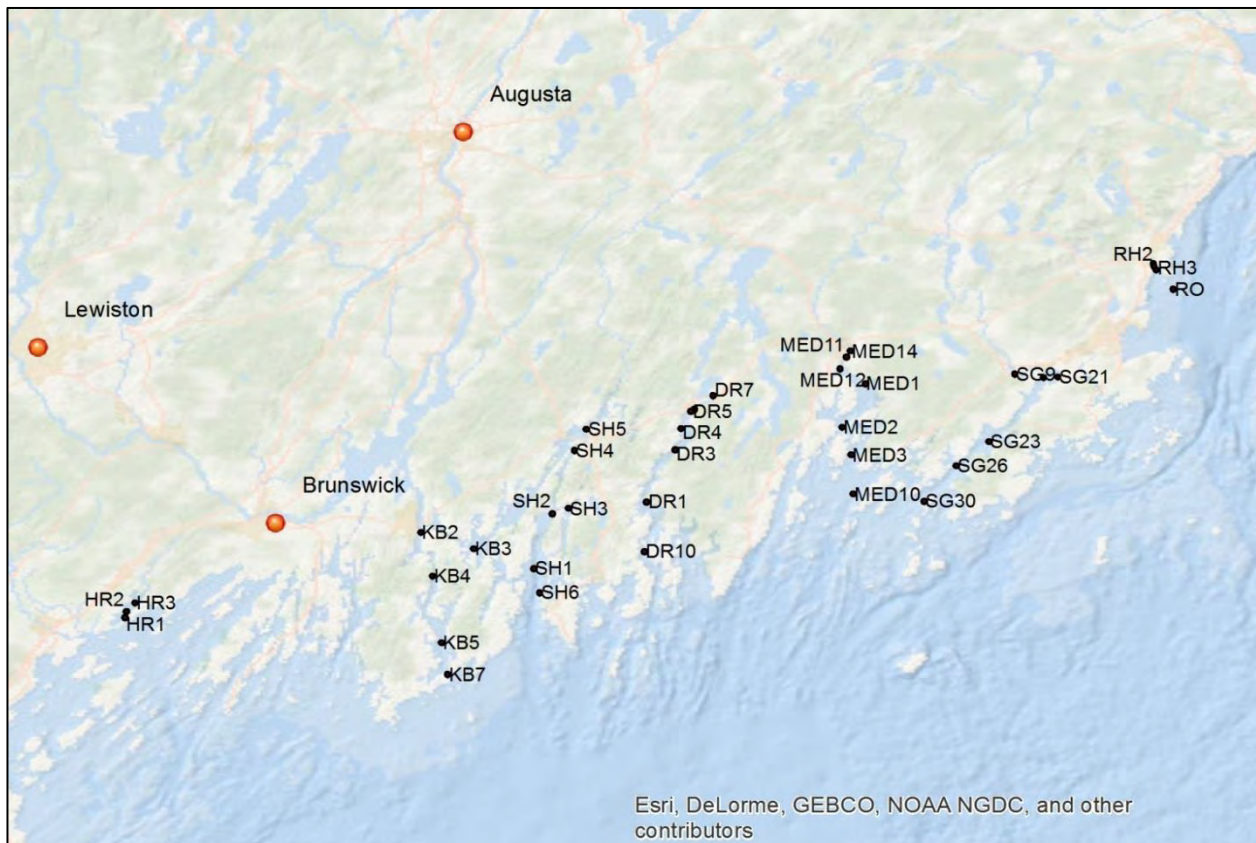 Augusta
RH2
RH3
RO
Lewiston
MED11
MED14
MED12
MED1
SG9
SG21
DR7
DR5
DR4
DR3
MED2
MED3
SG23
SG26
MED10
SG30
SH5
SH4
Brunswick
SH2
SH3
DR1
DR10
KB2
KB3
KB4
SH1
SH6
HR2
HR3
HR1
KB5
KB7
Esri, DeLorme, GEBCO, NOAA NGDC, and other
contributors